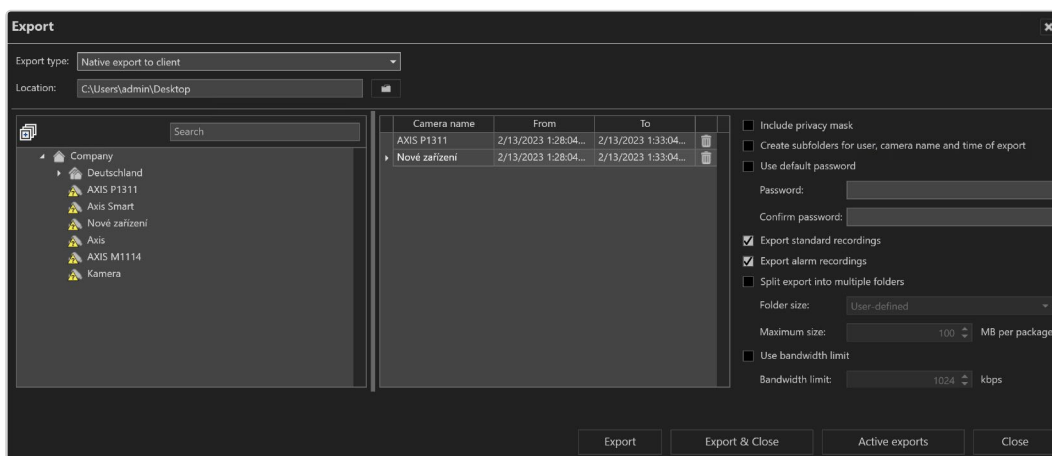 Export
Export type: Native export to client
Location: C:\Users\admin\Desktop
Search
Company
Deutschland
AXIS P1311
Axis Smart
Nové zařízení
Axis
AXIS M1114
Kamera
Camera name From To
AXIS P1311 2/13/2023 1:28:04... 2/13/2023 1:33:04...
Nové zařízení 2/13/2023 1:28:04... 2/13/2023 1:33:04...
Include privacy mask
Create subfolders for user, camera name and time of export
Use default password
Password:
Confirm password:
Export standard recordings
Export alarm recordings
Split export into multiple folders
Folder size: User-defined
Maximum size: 100 MB per package
Use bandwidth limit
Bandwidth limit: 1024 kbps
Export Export & Close Active exports Close